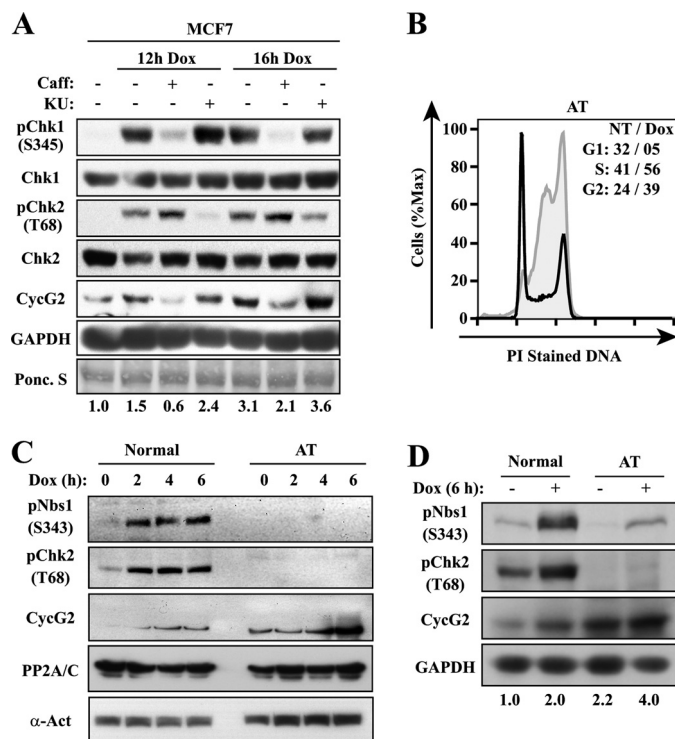 A
MCF7
12h Dox 16h Dox
Caff: - - + - - + -
KU: - - - + - - +
pChk1
(S345)
Chk1
pChk2
(T68)
Chk2
CycG2
GAPDH
Ponc. S
1.0 1.5 0.6 2.4 3.1 2.1 3.6
B
AT
NT / Dox
G1: 32 / 05
S: 41 / 56
G2: 24 / 39
100
80
60
40
20
0
Cells (%Max)
PI Stained DNA
C
Normal AT
Dox (h): 0 2 4 6 0 2 4 6
pNbs1
(S343)
pChk2
(T68)
CycG2
PP2A/C
α-Act
D
Normal AT
Dox (6 h): - + - +
pNbs1
(S343)
pChk2
(T68)
CycG2
GAPDH
1.0 2.0 2.2 4.0